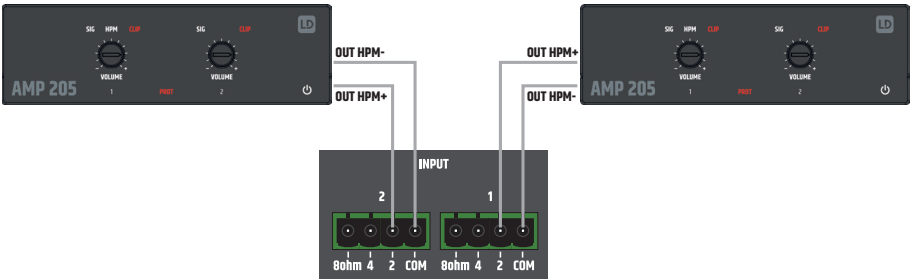 SIG HPM CLIP SIG LD
VOLUME VOLUME
AMP 205 1 PROT 2
OUT HPM-
OUT HPM+
SIG HPM CLIP SIG LD
VOLUME VOLUME
AMP 205 1 PROT 2
OUT HPM+
OUT HPM-
INPUT
2 1
8ohm 4 2 COM 8ohm 4 2 COM